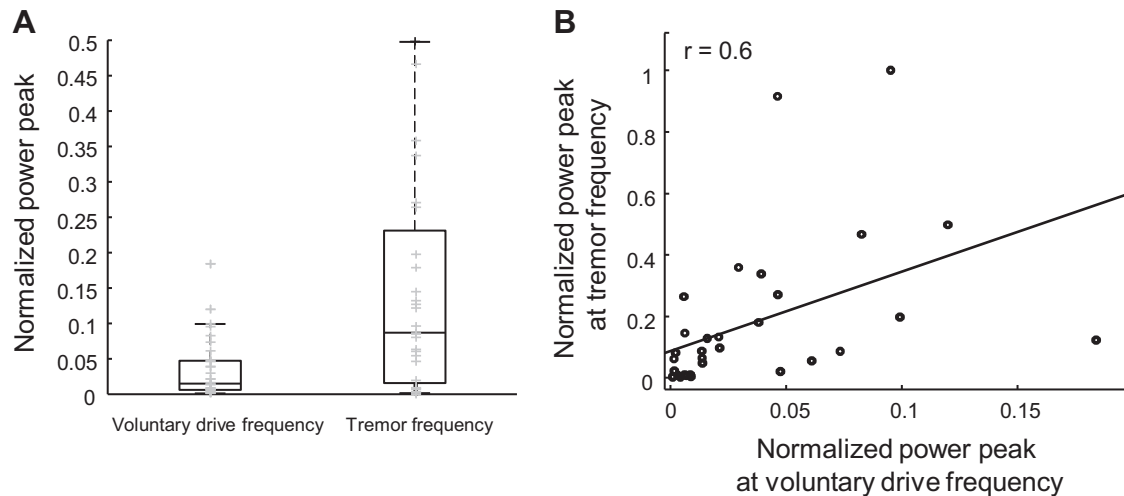 A
Normalized power peak
0.5
0.45
0.4
0.35
0.3
0.25
0.2
0.15
0.1
0.05
0
Voluntary drive frequency
Tremor frequency
B
r = 0.6
Normalized power peak
at tremor frequency
1
0.8
0.6
0.4
0.2
0
0
0.05
0.1
0.15
Normalized power peak
at voluntary drive frequency